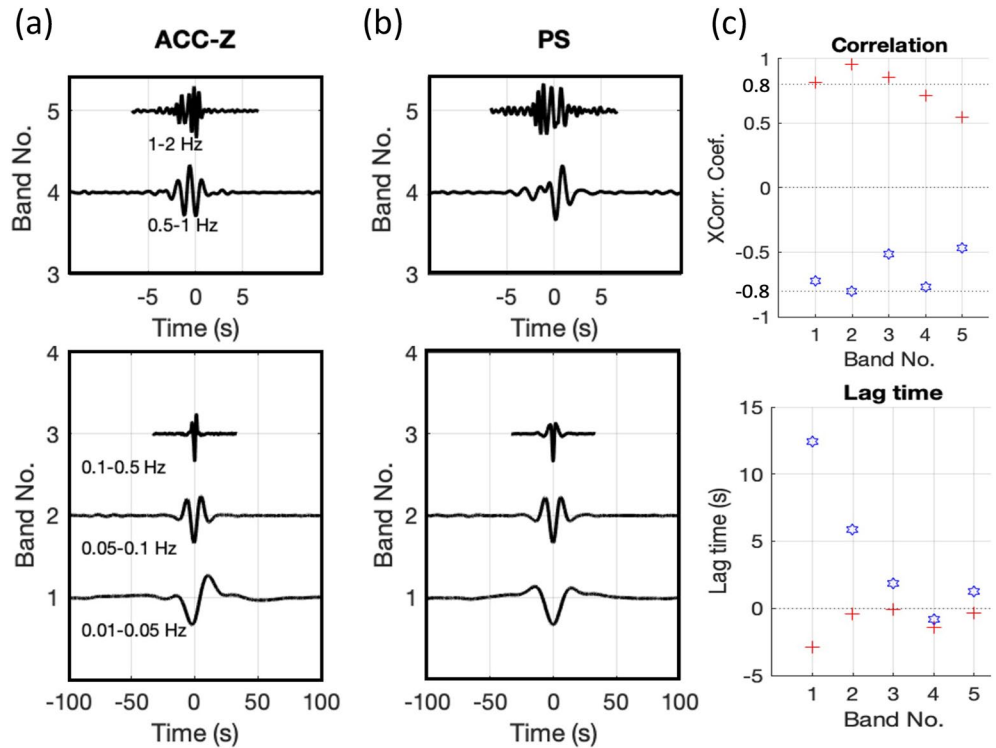 (a)
ACC-Z
Band No.
5
4
3
1-2 Hz
0.5-1 Hz
-5 0 5
Time (s)
Band No.
4
3
2
1
0.1-0.5 Hz
0.05-0.1 Hz
0.01-0.05 Hz
-100 -50 0 50 100
Time (s)
(b)
PS
Band No.
5
4
3
-5 0 5
Time (s)
Band No.
4
3
2
1
-100 -50 0 50 100
Time (s)
(c)
Correlation
XCorr. Coef.
1
0.8
0.5
0
-0.5
-0.8
-1
1 2 3 4 5
Band No.
Lag time
Lag time (s)
15
10
5
0
-5
1 2 3 4 5
Band No.